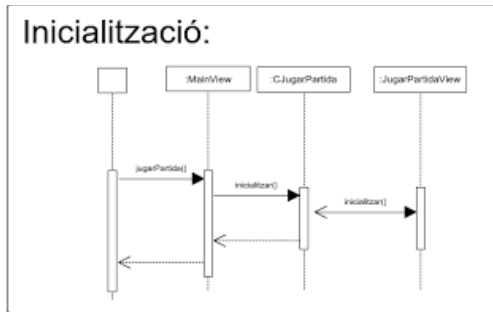 Inicialització:
:MainView
:CJugarPartida
:JugarPartidaView
jugarPartida()
inicialitzar()
inicialitzar()